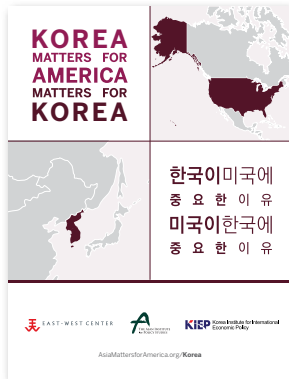 KOREA
MATTERS FOR
AMERICA
MATTERS FOR
KOREA
한국이미국에
중요한이유
미국이한국에
중요한이유
EAST-WEST CENTER
THE ASAN INSTITUTE
for POLICY STUDIES
KIEP Korea Institute for International
Economic Policy
AsiaMattersforAmerica.org/Korea